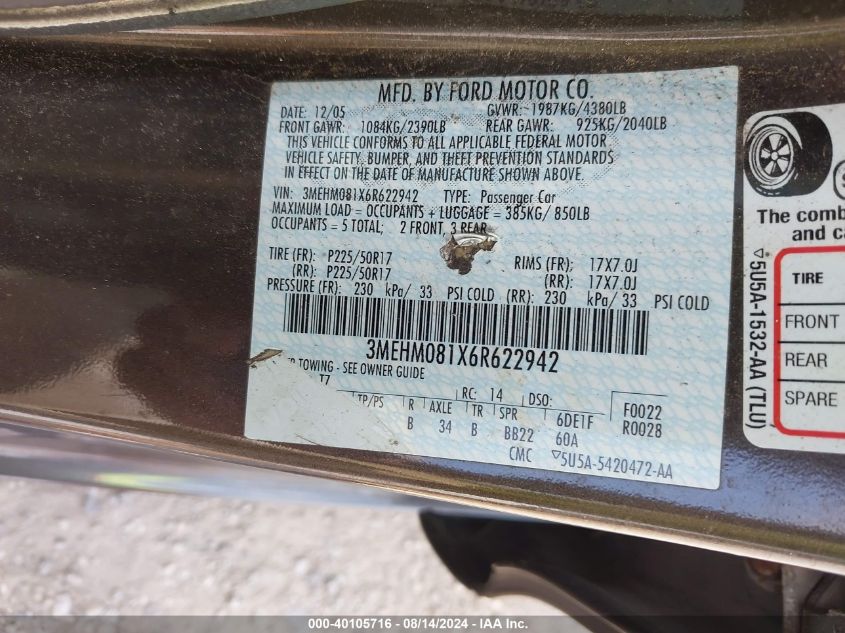 MFD. BY FORD MOTOR CO.
DATE: 12/05 GVWR: 1987KG/4380LB
FRONT GAWR: 1084KG/2390LB REAR GAWR: 925KG/2040LB
THIS VEHICLE CONFORMS TO ALL APPLICABLE FEDERAL MOTOR
VEHICLE SAFETY, BUMPER, AND THEFT PREVENTION STANDARDS
IN EFFECT ON THE DATE OF MANUFACTURE SHOWN ABOVE.
VIN: 3MEHM081X6R622942 TYPE: Passenger Car
MAXIMUM LOAD = OCCUPANTS + LUGGAGE = 385KG/ 850LB
OCCUPANTS = 5 TOTAL; 2 FRONT, 3 REAR
TIRE (FR): P225/50R17 RIMS (FR): 17X7.0J
(RR): P225/50R17 (RR): 17X7.0J
PRESSURE (FR): 230 kPa/ 33 PSI COLD (RR): 230 kPa/ 33 PSI COLD
3MEHM081X6R622942
TOWING - SEE OWNER GUIDE
T7 RC: 14 DSO:
TP/PS R AXLE TR SPR 6DETF F0022
B 34 B BB22 60A R0028
CMC ▽5U5A-5420472-AA
The comb
and ca
TIRE
FRONT
REAR
SPARE
▽5U5A-1532-AA (TLU)
000-40105716 - 08/14/2024 - IAA Inc.